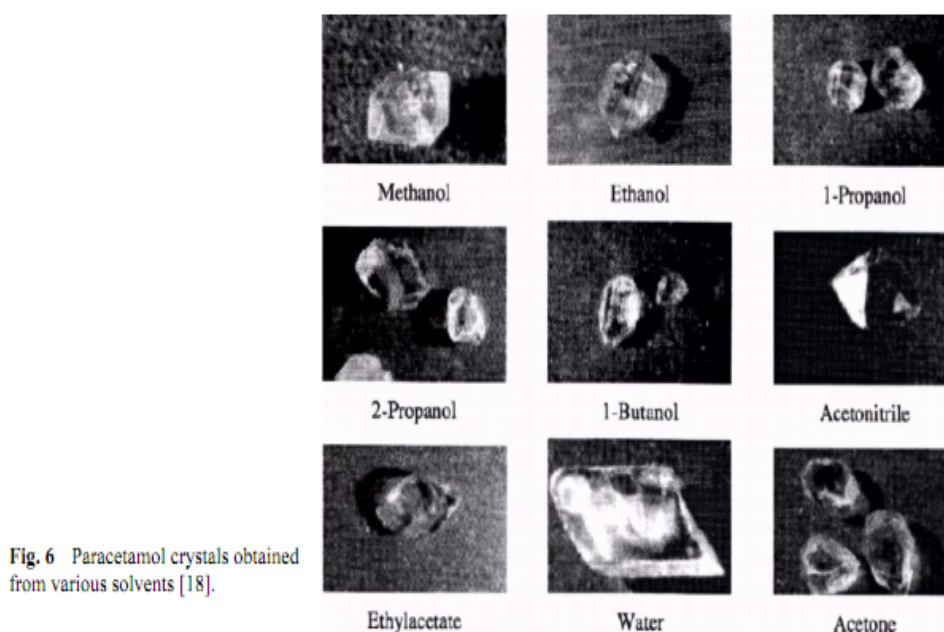 Methanol
Ethanol
1-Propanol
2-Propanol
1-Butanol
Acetonitrile
Fig. 6 Paracetamol crystals obtained
from various solvents [18].
Ethylacetate
Water
Acetone